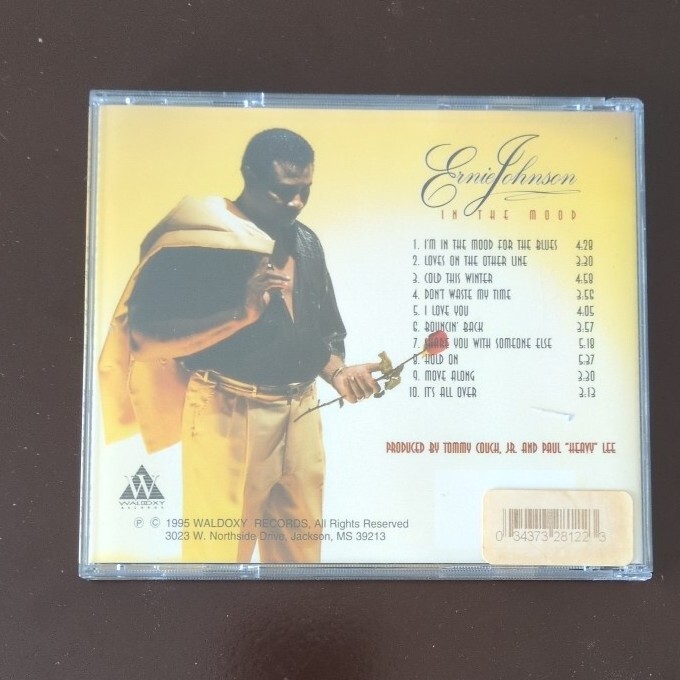 Ernie Johnson
IN THE MOOD
1. I'M IN THE MOOD FOR THE BLUES 4:28
2. LOVES ON THE OTHER LINE 3:30
3. COLD THIS WINTER 4:58
4. DON'T WASTE MY TIME 3:56
5. I LOVE YOU 4:05
6. BOUNCIN' BACK 3:57
7. SHARE YOU WITH SOMEONE ELSE 5:18
8. HOLD ON 5:37
9. MOVE ALONG 3:30
10. IT'S ALL OVER 3:13
PRODUCED BY TOMMY COUCH, JR. AND PAUL "HEAVY" LEE
W
WALDOXY
RECORDS
℗ © 1995 WALDOXY RECORDS, All Rights Reserved
3023 W. Northside Drive, Jackson, MS 39213
0 34373 28122 3